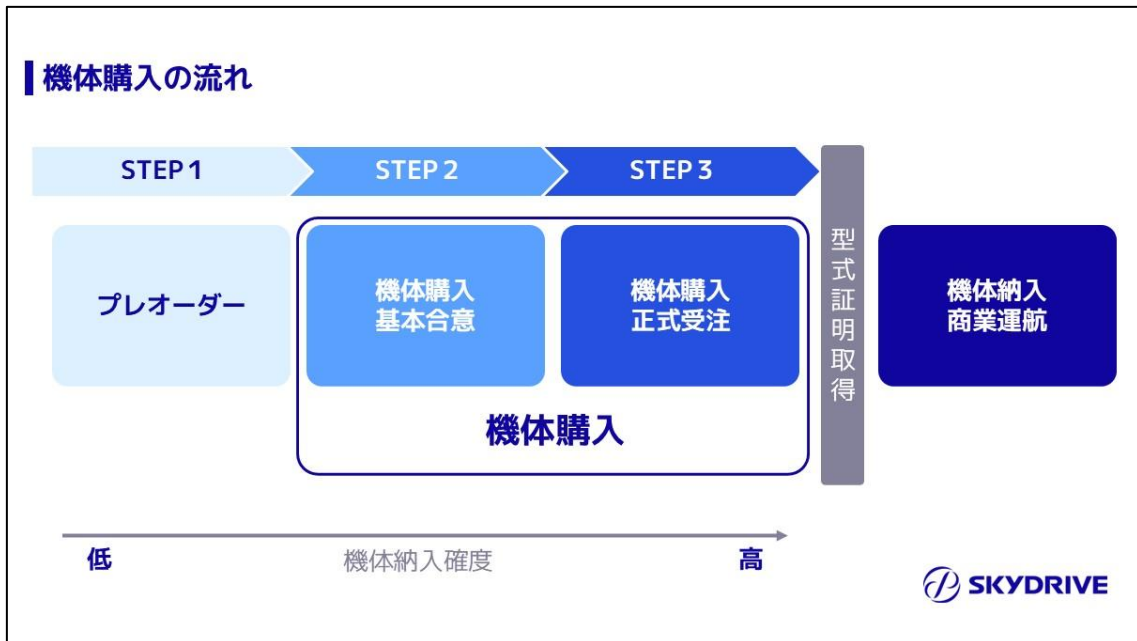 機体購入の流れ
STEP 1
STEP 2
STEP 3
プレオーダー
機体購入
基本合意
機体購入
正式受注
機体購入
型式証明取得
機体納入
商業運航
低
機体納入確度
高
SKYDRIVE